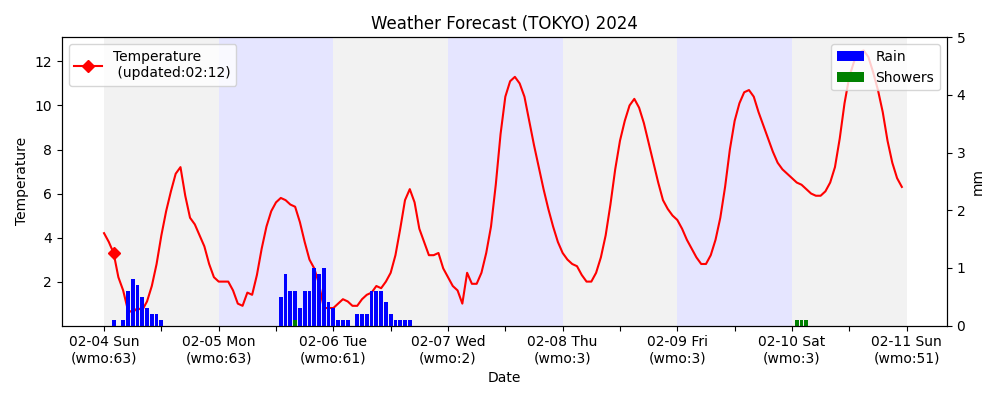 Weather Forecast (TOKYO) 2024
Temperature
(updated:02:12)
Rain
Showers
Temperature
12
10
8
6
4
2
5
4
3
2
1
0
mm
02-04 Sun
(wmo:63)
02-05 Mon
(wmo:63)
02-06 Tue
(wmo:61)
02-07 Wed
(wmo:2)
02-08 Thu
(wmo:3)
02-09 Fri
(wmo:3)
02-10 Sat
(wmo:3)
02-11 Sun
(wmo:51)
Date